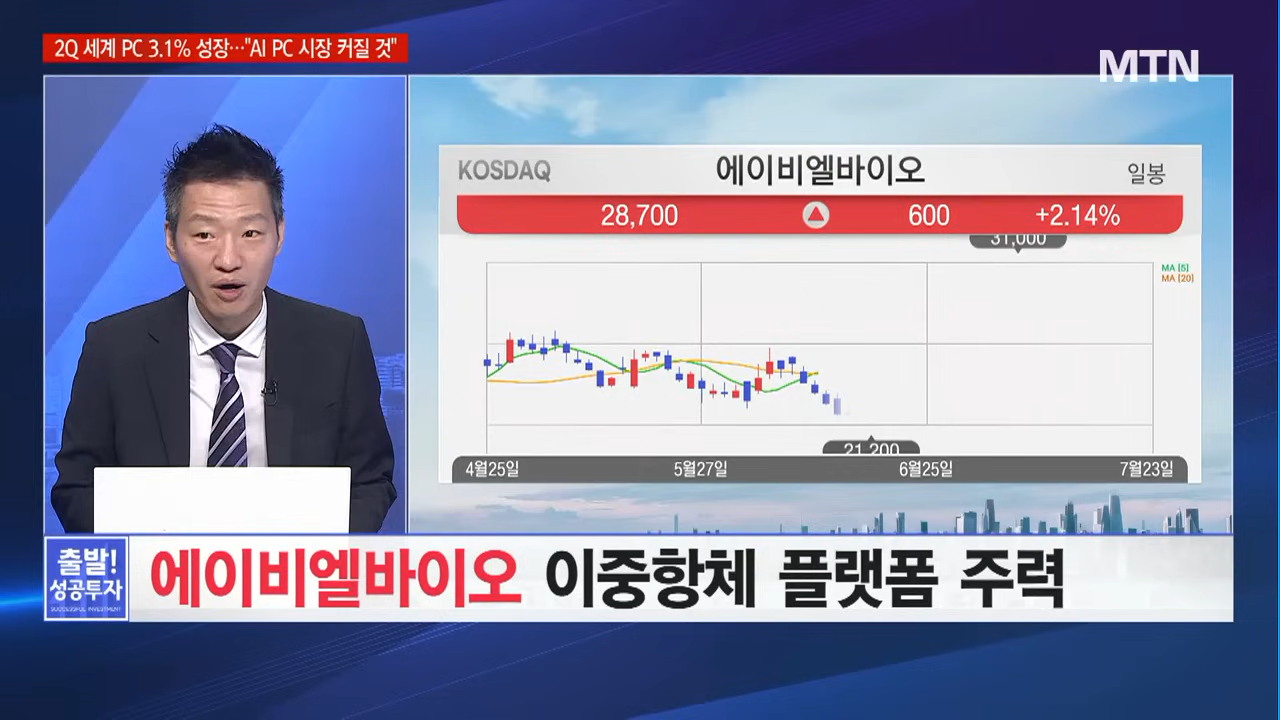 2Q 세계 PC 3.1% 성장…"AI PC 시장 커질 것"
MTN
KOSDAQ 에이비엘바이오 일봉
28,700 600 +2.14%
31,000
MA [5]
MA [20]
21,200
4월25일 5월27일 6월25일 7월23일
출발!
성공투자
SUCCESSFUL INVESTMENT
에이비엘바이오 이중항체 플랫폼 주력